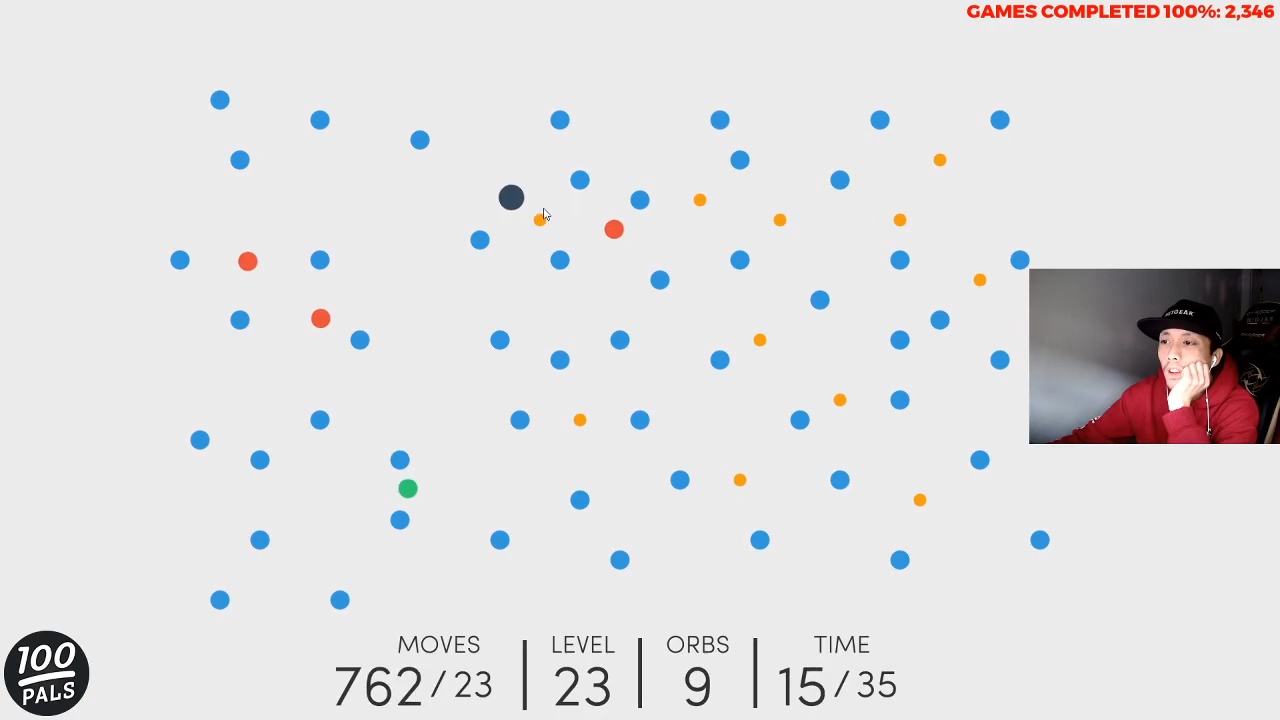 GAMES COMPLETED 100%: 2,346
MOVES
762/23
LEVEL
23
ORBS
9
TIME
15/35
100
PALS